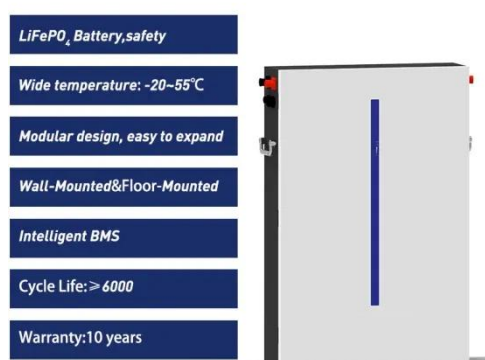 LiFePO₄ Battery,safety
Wide temperature: -20~55℃
Modular design, easy to expand
Wall-Mounted&Floor-Mounted
Intelligent BMS
Cycle Life:≥6000
Warranty:10 years